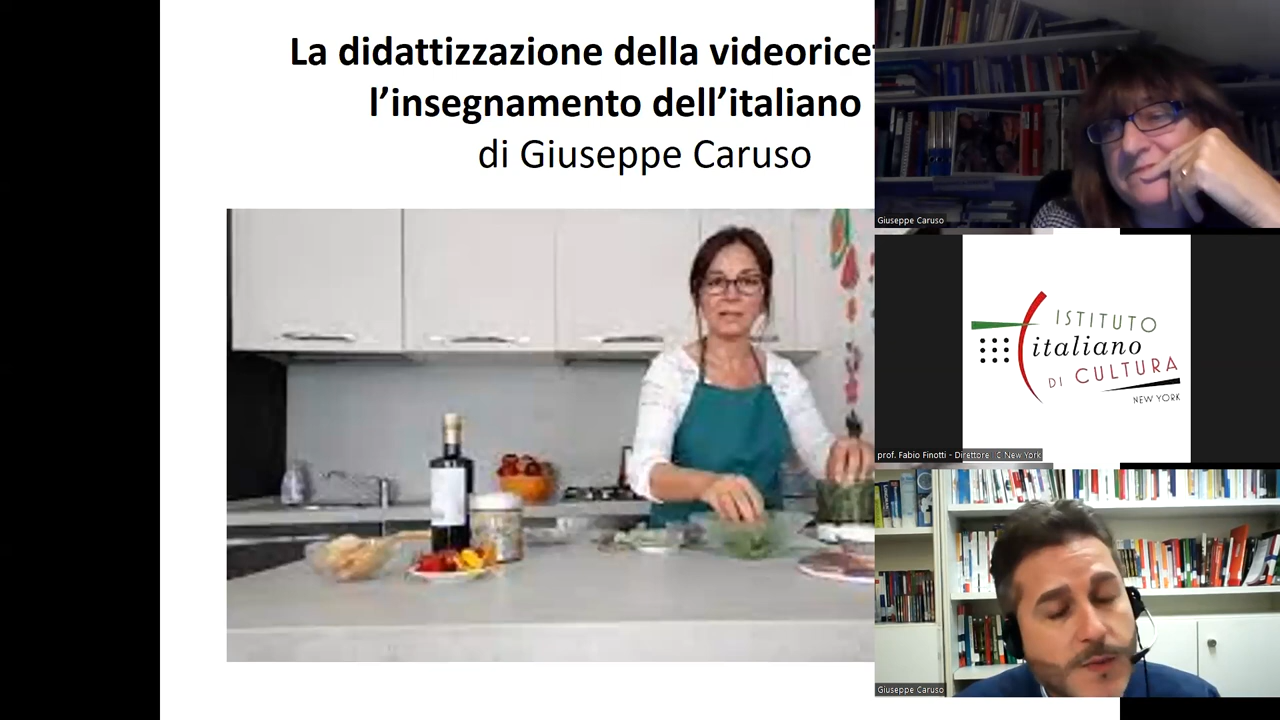 La didattizzazione della videorice
l’insegnamento dell’italiano
di Giuseppe Caruso
Giuseppe Caruso
ISTITUTO
italiano
DI CULTURA
NEW YORK
prof. Fabio Finotti - Direttore IC New York
Giuseppe Caruso